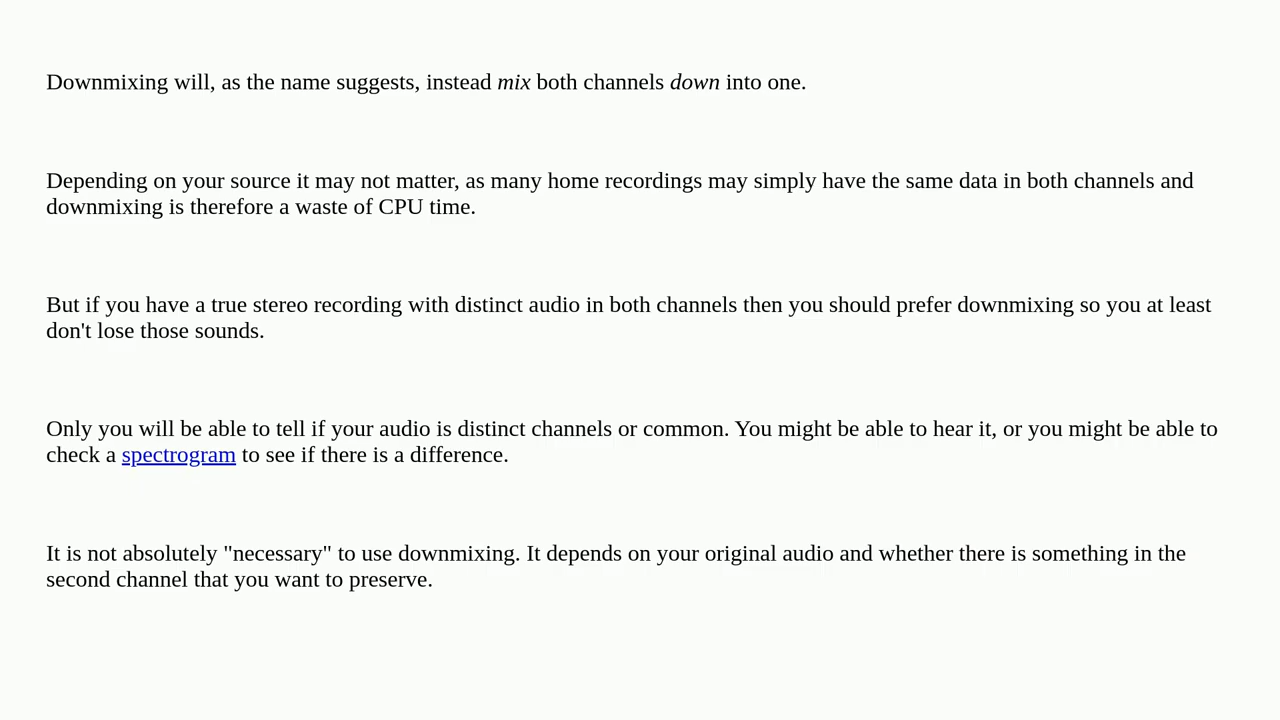 Downmixing will, as the name suggests, instead mix both channels down into one.
Depending on your source it may not matter, as many home recordings may simply have the same data in both channels and
downmixing is therefore a waste of CPU time.
But if you have a true stereo recording with distinct audio in both channels then you should prefer downmixing so you at least
don't lose those sounds.
Only you will be able to tell if your audio is distinct channels or common. You might be able to hear it, or you might be able to
check a spectrogram to see if there is a difference.
It is not absolutely "necessary" to use downmixing. It depends on your original audio and whether there is something in the
second channel that you want to preserve.